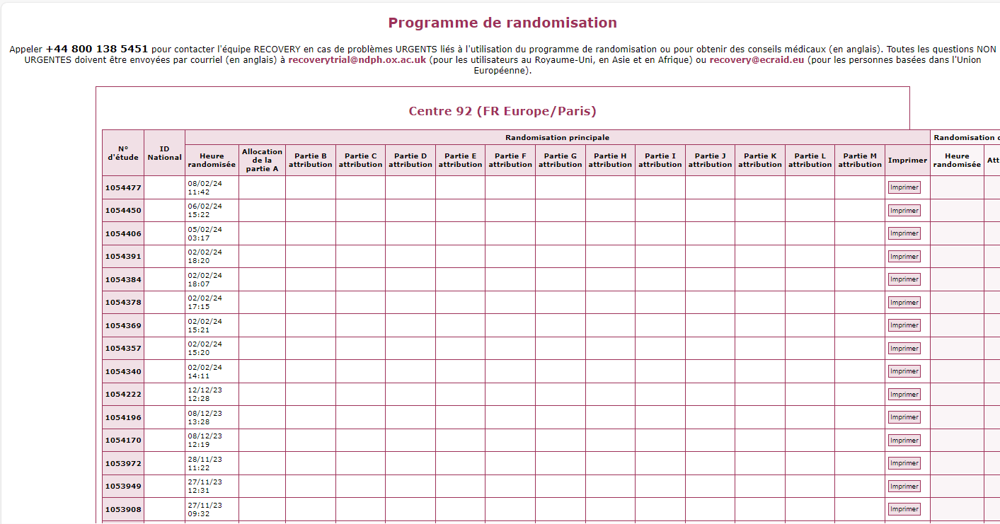 Programme de randomisation
Appeler +44 800 138 5451 pour contacter l'équipe RECOVERY en cas de problèmes URGENTS liés à l'utilisation du programme de randomisation ou pour obtenir des conseils médicaux (en anglais). Toutes les questions NON
URGENTES doivent être envoyées par courriel (en anglais) à recoverytrial@ndph.ox.ac.uk (pour les utilisateurs au Royaume-Uni, en Asie et en Afrique) ou recovery@ecraid.eu (pour les personnes basées dans l'Union
Européenne).
Centre 92 (FR Europe/Paris)
N° d'étude ID National Randomisation principale Randomisation
Heure randomisée Allocation de la partie A Partie B attribution Partie C attribution Partie D attribution Partie E attribution Partie F attribution Partie G attribution Partie H attribution Partie I attribution Partie J attribution Partie K attribution Partie L attribution Partie M attribution Imprimer Heure randomisée Att
1054477 08/02/24 11:42 Imprimer
1054450 06/02/24 15:22 Imprimer
1054406 05/02/24 03:17 Imprimer
1054391 02/02/24 18:20 Imprimer
1054384 02/02/24 18:07 Imprimer
1054378 02/02/24 17:15 Imprimer
1054369 02/02/24 15:21 Imprimer
1054357 02/02/24 15:20 Imprimer
1054340 02/02/24 14:11 Imprimer
1054222 12/12/23 12:28 Imprimer
1054196 08/12/23 13:28 Imprimer
1054170 08/12/23 12:19 Imprimer
1053972 28/11/23 11:22 Imprimer
1053949 27/11/23 12:31 Imprimer
1053908 27/11/23 09:32 Imprimer